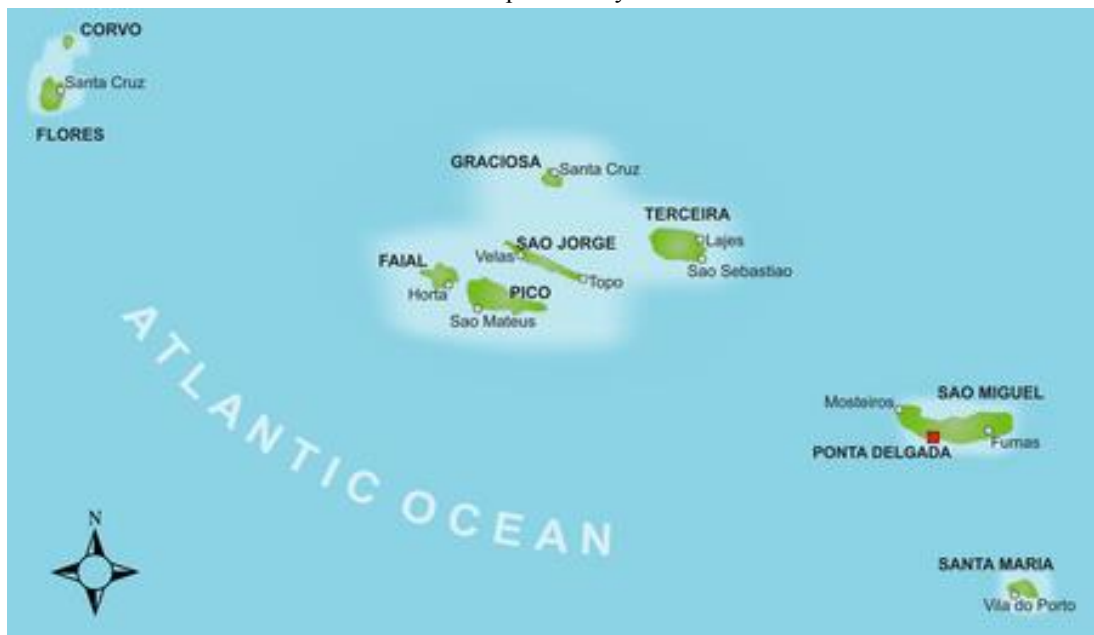 CORVO
Santa Cruz
FLORES
GRACIOSA
Santa Cruz
TERCEIRA
Lajes
Sao Sebastiao
SAO JORGE
Velas
Topo
FAIAL
Horta
PICO
Sao Mateus
ATLANTIC OCEAN
SAO MIGUEL
Mosteiros
Furnas
PONTA DELGADA
SANTA MARIA
Vila do Porto
N